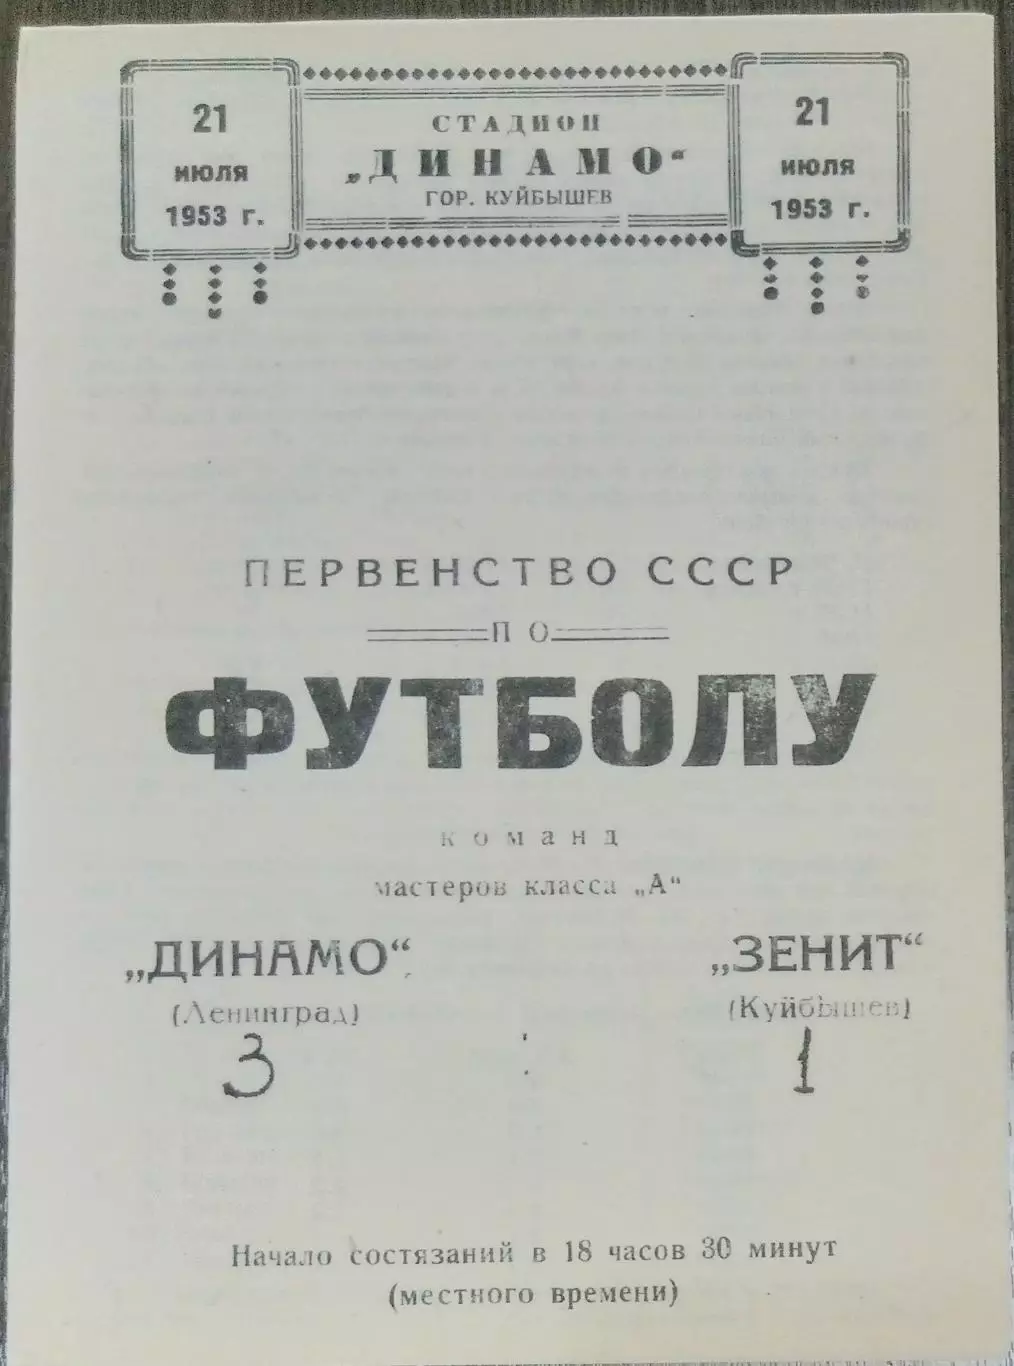 21
июля
1953 г.
СТАДИОН
„ДИНАМО“
ГОР. КУЙБЫШЕВ
21
июля
1953 г.
ПЕРВЕНСТВО СССР
ПО
ФУТБОЛУ
команд
мастеров класса „А“
„ДИНАМО“
(Ленинград)
„ЗЕНИТ“
(Куйбышев)
3 : 1
Начало состязаний в 18 часов 30 минут
(местного времени)